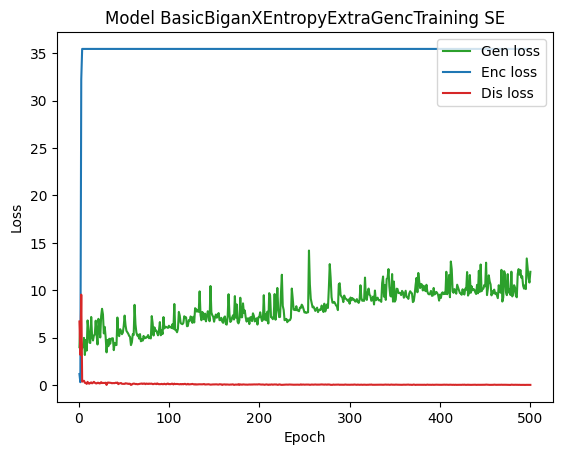 Model BasicBiganXEntropyExtraGencTraining SE
Gen loss
Enc loss
Dis loss
35
30
25
20
15
10
5
0
Loss
0 100 200 300 400 500
Epoch